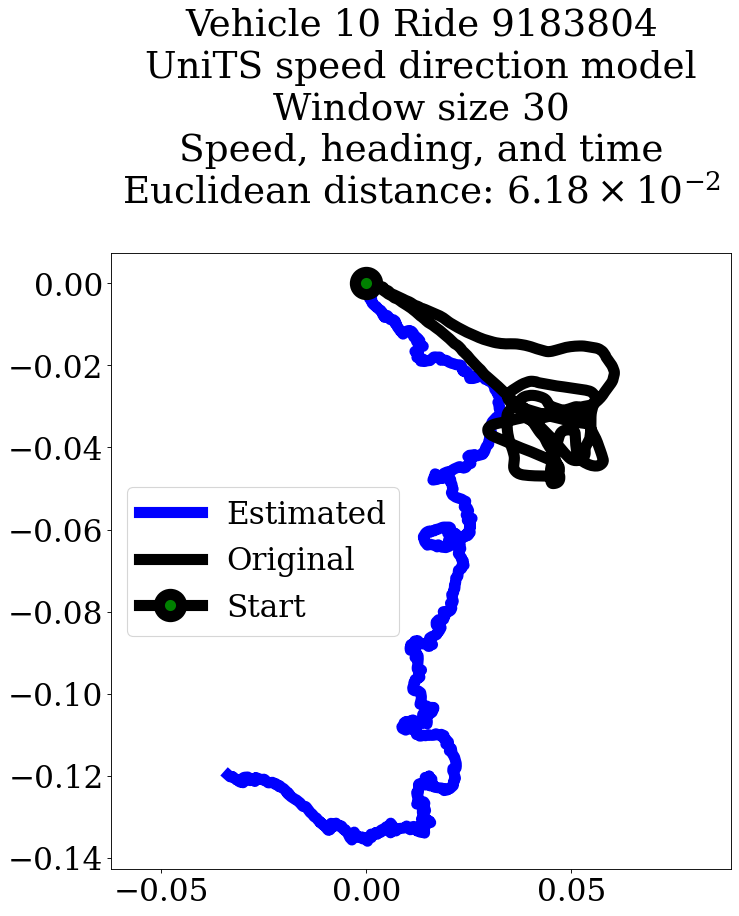 Vehicle 10 Ride 9183804
UniTS speed direction model
Window size 30
Speed, heading, and time
Euclidean distance: 6.18 × 10⁻²
0.00
−0.02
−0.04
−0.06
−0.08
−0.10
−0.12
−0.14
Estimated
Original
Start
−0.05 0.00 0.05